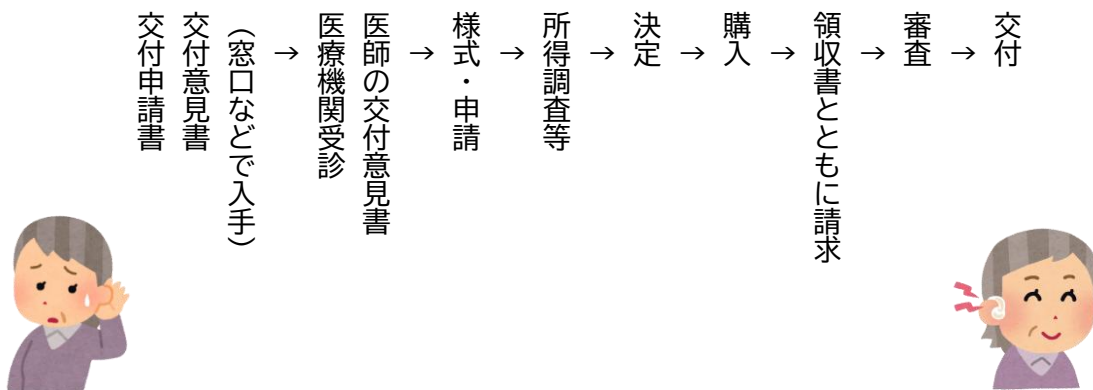 交付申請書
交付意見書
（窓口などで入手）
→
医療機関受診
医師の交付意見書
→
様式・申請
→
所得調査等
→
決定
→
購入
→
領収書とともに請求
→
審査
→
交付